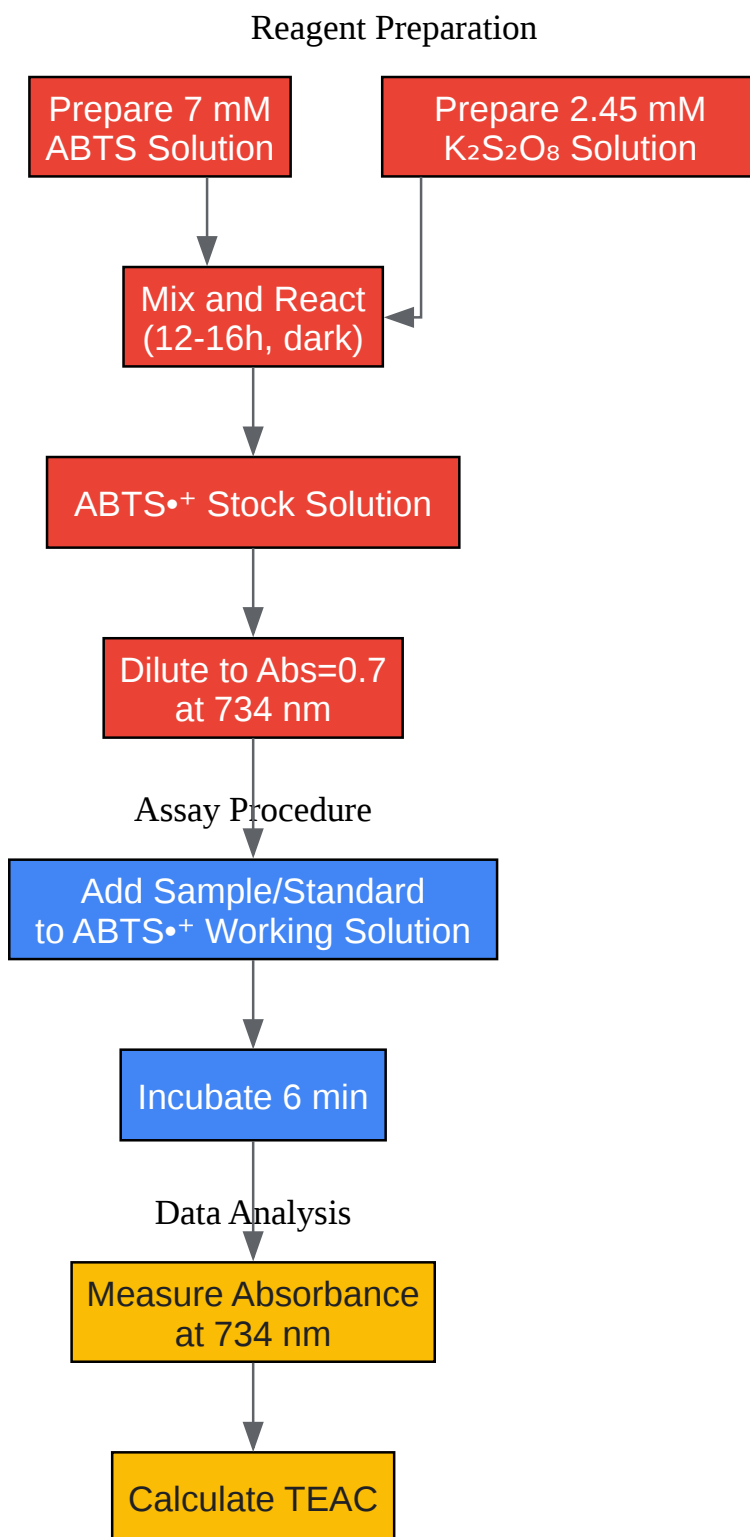 Reagent Preparation
Prepare 7 mM
ABTS Solution
Prepare 2.45 mM
K₂S₂O₈ Solution
Mix and React
(12-16h, dark)
ABTS•⁺ Stock Solution
Dilute to Abs=0.7
at 734 nm
Assay Procedure
Add Sample/Standard
to ABTS•⁺ Working Solution
Incubate 6 min
Data Analysis
Measure Absorbance
at 734 nm
Calculate TEAC